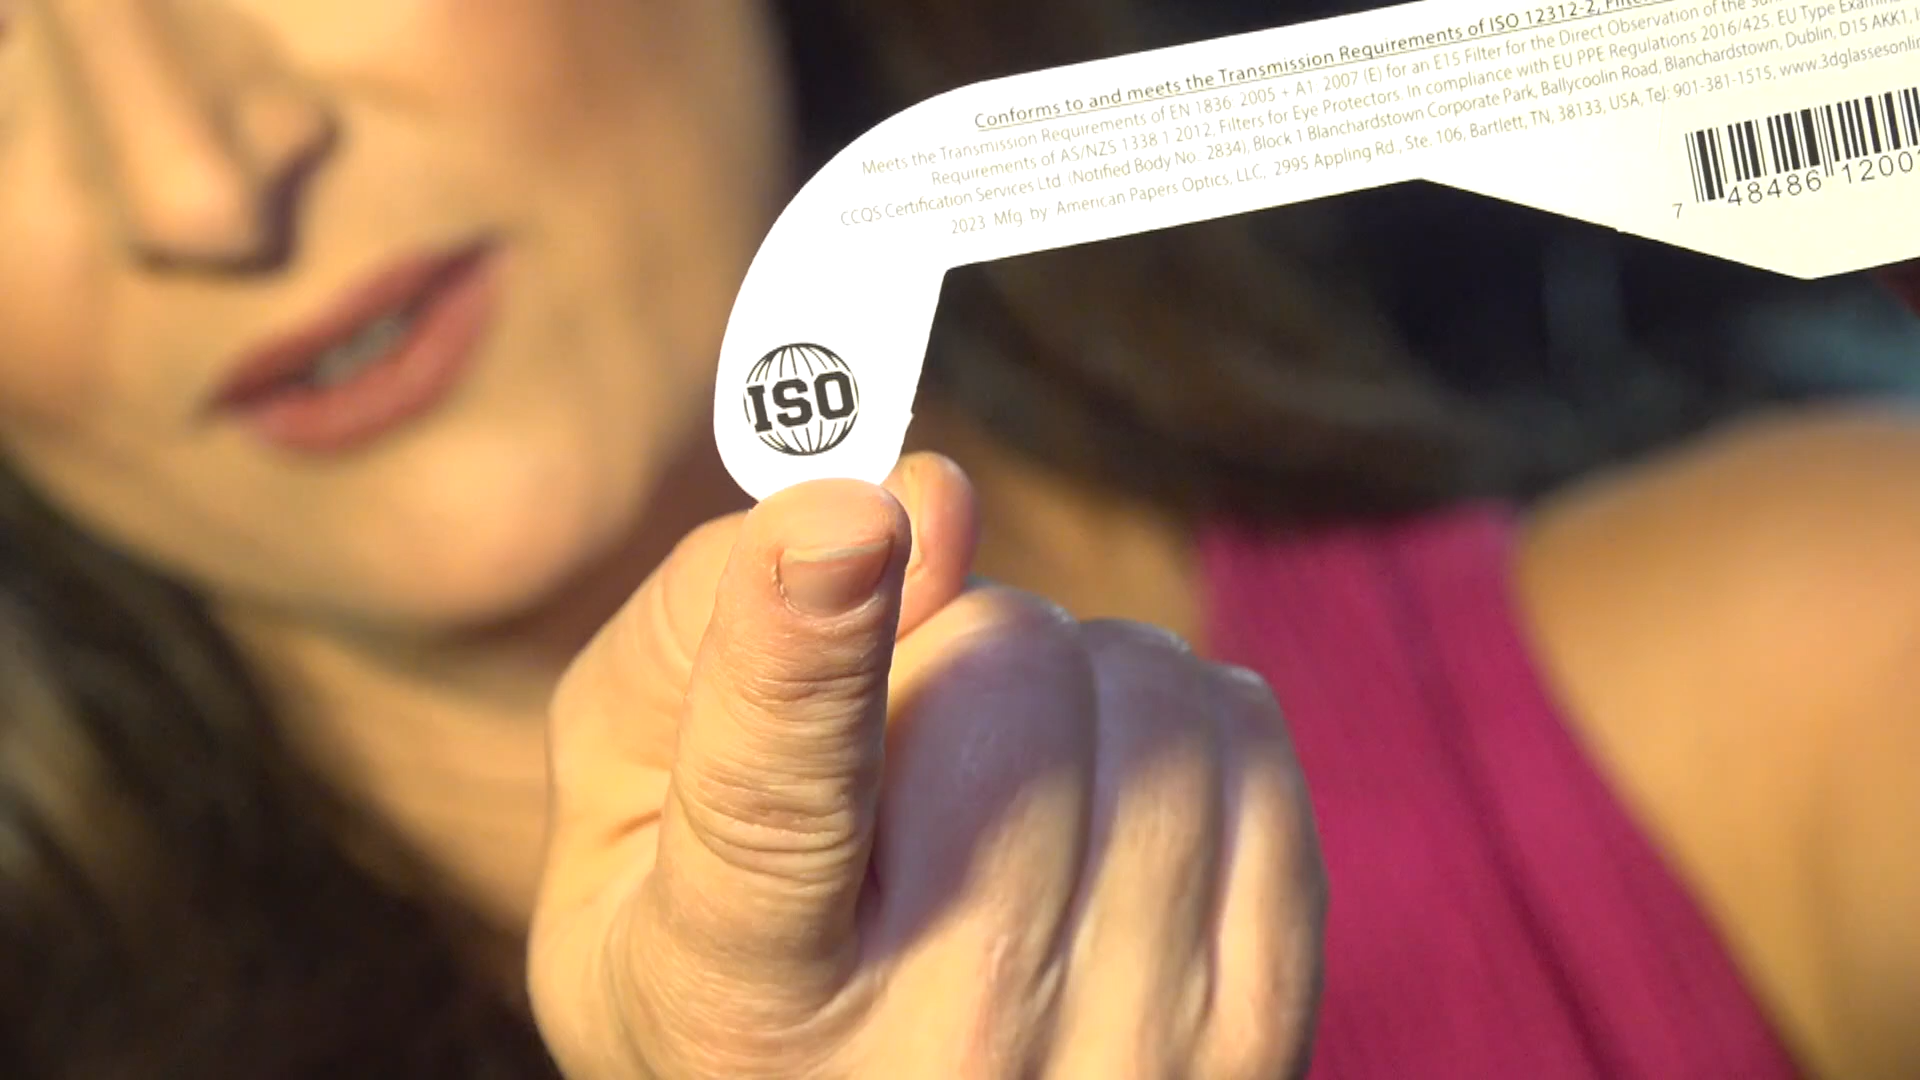 Conforms to and meets the Transmission Requirements of ISO 12312-2,
Meets the Transmission Requirements of EN 1836 2005 + A1 2007 (E) for an E15 Filter for the Direct Observation of the
Requirements of AS/NZS 1338 1 2012, Filters for Eye Protectors. In compliance with EU PPE Regulations 2016/425, EU Type
CCQS Certification Services Ltd (Notified Body No. 2834), Block 1 Blanchardstown Corporate Park, Ballycoolin Road, Blanchardstown, Dublin, D15 AKK1,
2023 Mfg by American Papers Optics, LLC., 2995 Appling Rd., Ste. 106, Bartlett, TN, 38133, USA, Tel: 901-381-1515,
7 48486 1200
ISO